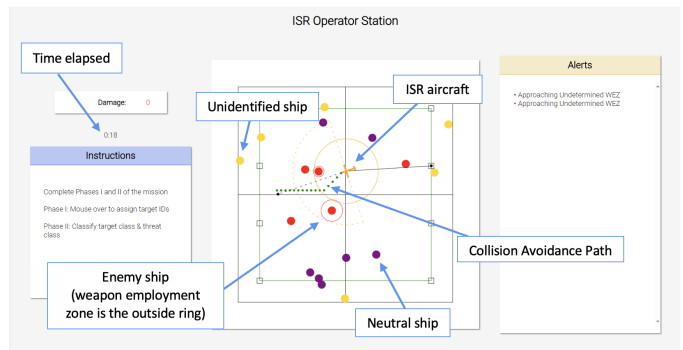 ISR Operator Station
Time elapsed
Damage: 0
0:18
Instructions
Complete Phases I and II of the mission
Phase I: Mouse over to assign target IDs
Phase II: Classify target class & threat
class
Unidentified ship
ISR aircraft
Alerts
• Approaching Undetermined WEZ
• Approaching Undetermined WEZ
Collision Avoidance Path
Enemy ship
(weapon employment
zone is the outside ring)
Neutral ship